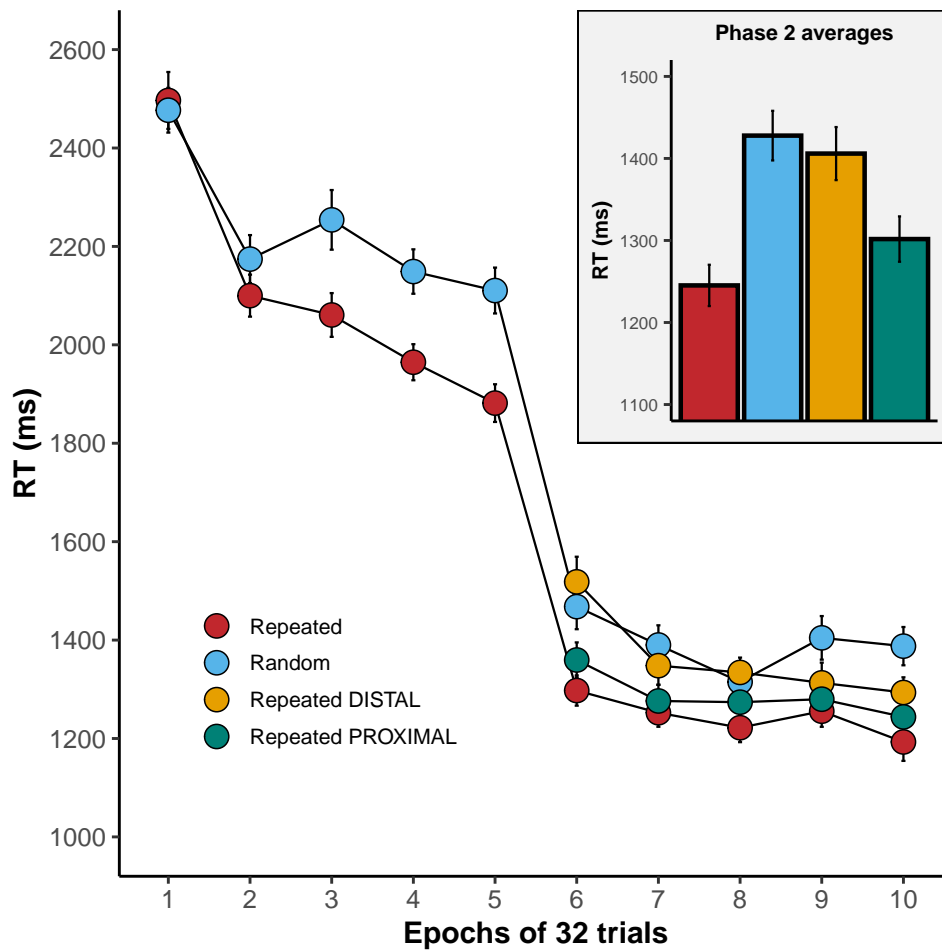 2600
2400
2200
2000
1800
1600
1400
1200
1000
RT (ms)
1 2 3 4 5 6 7 8 9 10
Epochs of 32 trials
Repeated
Random
Repeated DISTAL
Repeated PROXIMAL
Phase 2 averages
1500
1400
1300
1200
1100
RT (ms)